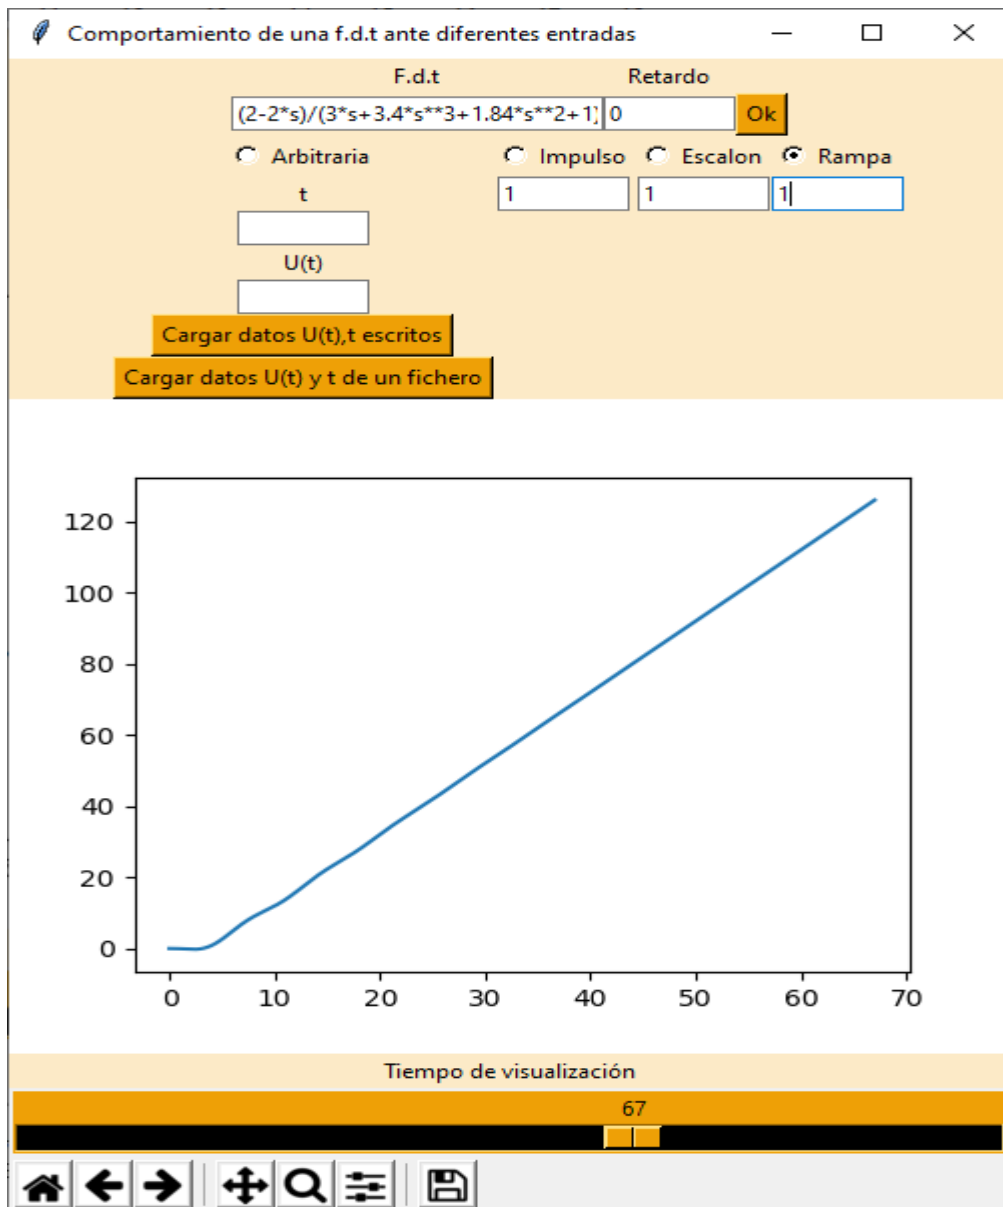 Comportamiento de una f.d.t ante diferentes entradas
F.d.t Retardo
(2-2*s)/(3*s+3.4*s**3+1.84*s**2+1) 0 Ok
Arbitraria Impulso Escalon Rampa
t 1 1 1
U(t)
Cargar datos U(t),t escritos
Cargar datos U(t) y t de un fichero
120
100
80
60
40
20
0
0 10 20 30 40 50 60 70
Tiempo de visualización
67